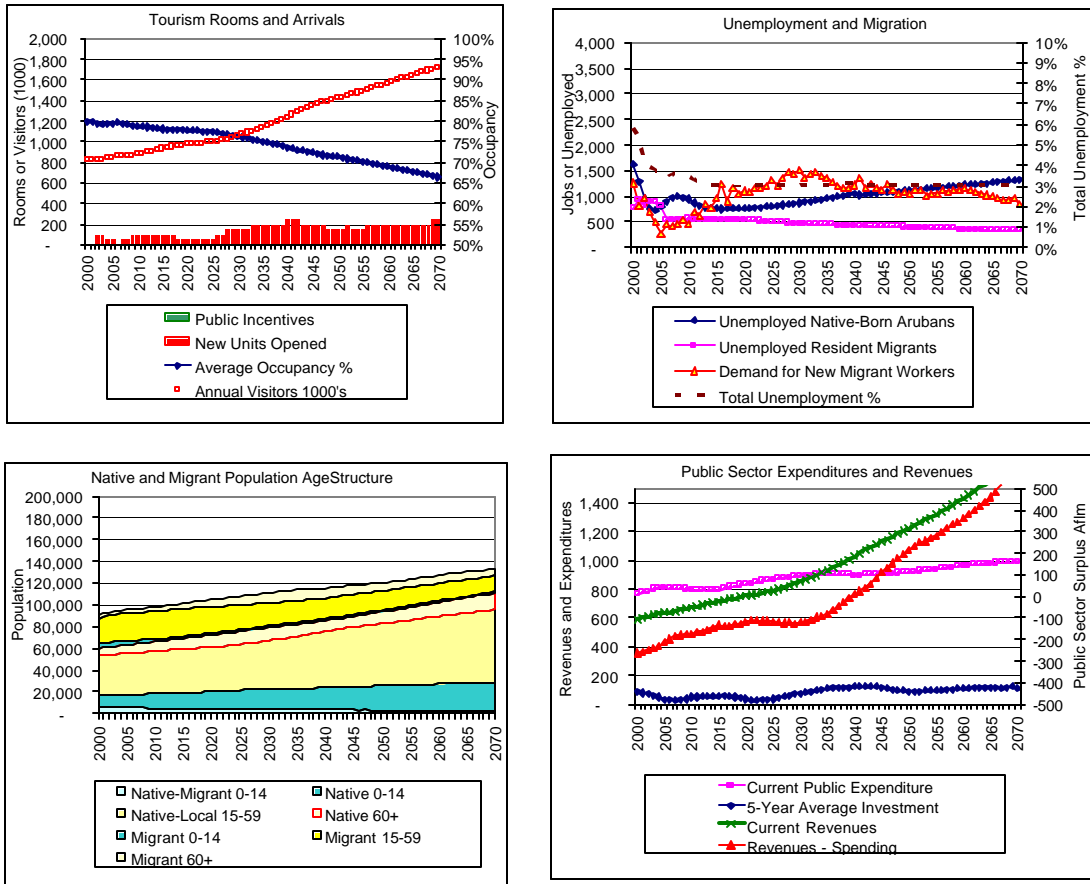 Tourism Rooms and Arrivals
Rooms or Visitors (1000)
2,000
1,800
1,600
1,400
1,200
1,000
800
600
400
200
-
100%
95%
90%
85%
80%
75%
70%
65%
60%
55%
50%
Occupancy
2000 2005 2010 2015 2020 2025 2030 2035 2040 2045 2050 2055 2060 2065 2070
Public Incentives
New Units Opened
Average Occupancy %
Annual Visitors 1000's
Unemployment and Migration
Jobs or Unemployed
4,000
3,500
3,000
2,500
2,000
1,500
1,000
500
-
10%
9%
8%
7%
6%
5%
4%
3%
2%
1%
0%
Total Unemployment %
2000 2005 2010 2015 2020 2025 2030 2035 2040 2045 2050 2055 2060 2065 2070
Unemployed Native-Born Arubans
Unemployed Resident Migrants
Demand for New Migrant Workers
Total Unemployment %
Native and Migrant Population AgeStructure
Population
200,000
180,000
160,000
140,000
120,000
100,000
80,000
60,000
40,000
20,000
-
2000 2005 2010 2015 2020 2025 2030 2035 2040 2045 2050 2055 2060 2065 2070
Native-Migrant 0-14 Native 0-14
Native-Local 15-59 Native 60+
Migrant 0-14 Migrant 15-59
Migrant 60+
Public Sector Expenditures and Revenues
Revenues and Expenditures
1,400
1,200
1,000
800
600
400
200
-
500
400
300
200
100
0
-100
-200
-300
-400
-500
Public Sector Surplus Aflm
2000 2005 2010 2015 2020 2025 2030 2035 2040 2045 2050 2055 2060 2065 2070
Current Public Expenditure
5-Year Average Investment
Current Revenues
Revenues - Spending